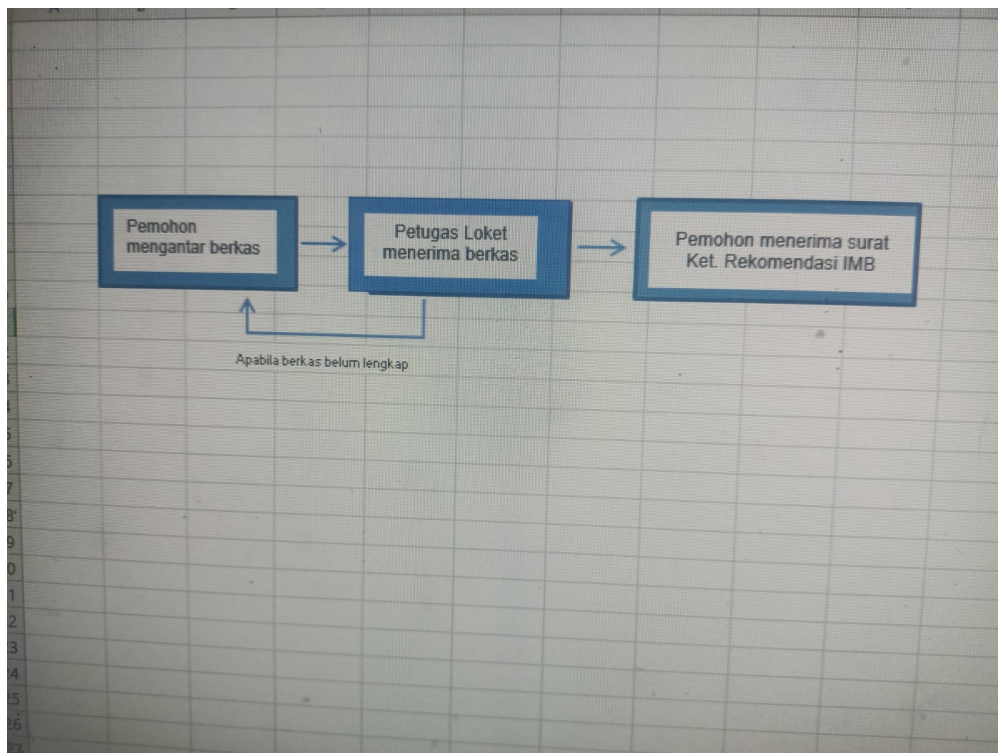 Pemohon
mengantar berkas
Petugas Loket
menerima berkas
Pemohon menerima surat
Ket. Rekomendasi IMB
Apabila berkas belum lengkap